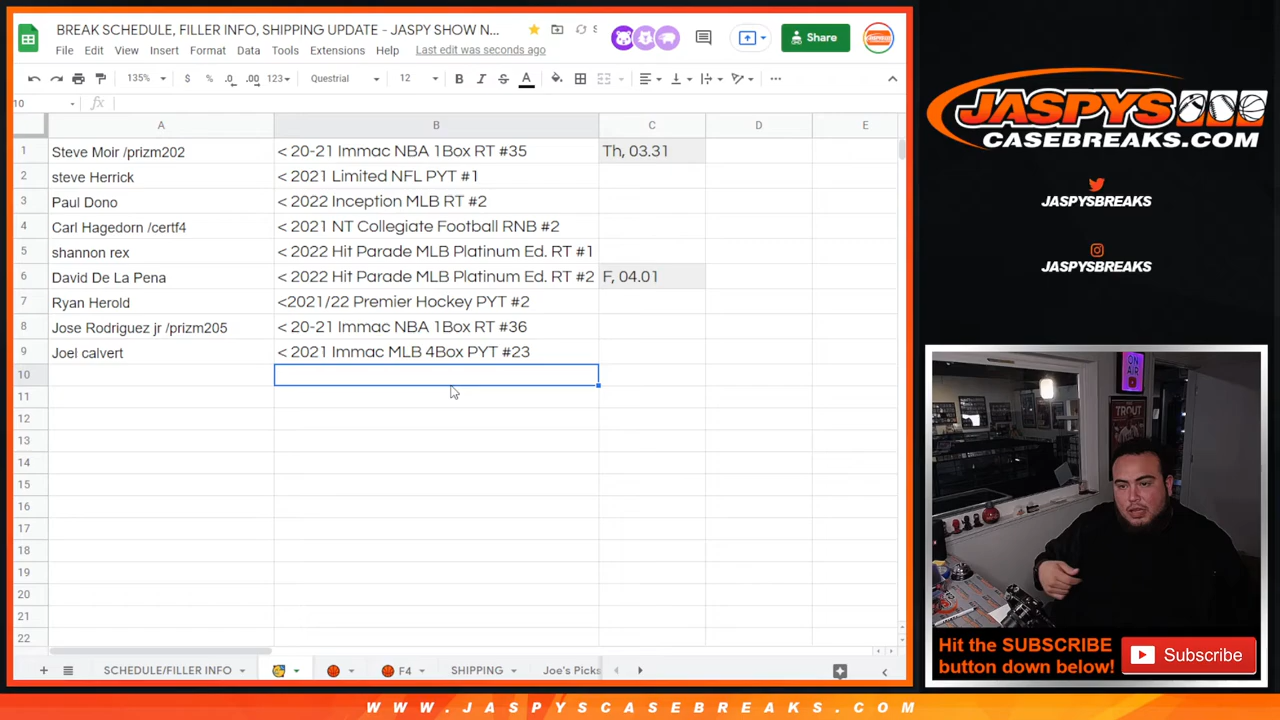 BREAK SCHEDULE, FILLER INFO, SHIPPING UPDATE - JASPY SHOW N...
Share
File Edit View Insert Format Data Tools Extensions Help Last edit was seconds ago
135% $ % .0 .00 123 Questrial 12 B I S A
10 fx
A B C D E
1 Steve Moir /prizm202 < 20-21 Immac NBA 1Box RT #35 Th, 03.31
2 steve Herrick < 2021 Limited NFL PYT #1
3 Paul Dono < 2022 Inception MLB RT #2
4 Carl Hagedorn /certf4 < 2021 NT Collegiate Football RNB #2
5 shannon rex < 2022 Hit Parade MLB Platinum Ed. RT #1
6 David De La Pena < 2022 Hit Parade MLB Platinum Ed. RT #2 F, 04.01
7 Ryan Herold <2021/22 Premier Hockey PYT #2
8 Jose Rodriguez jr /prizm205 < 20-21 Immac NBA 1Box RT #36
9 Joel calvert < 2021 Immac MLB 4Box PYT #23
10
11
12
13
14
15
16
17
18
19
20
21
22
SCHEDULE/FILLER INFO F4 SHIPPING Joe's Picks
JASPYS
CASEBREAKS.COM
JASPYSBREAKS
JASPYSBREAKS
ON AIR
TROUT
Hit the SUBSCRIBE
button down below!
Subscribe
WWW.JASPYSCASEBREAKS.COM